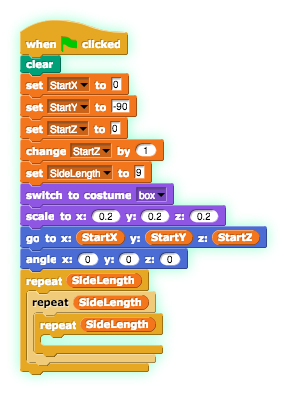 when clicked
clear
set StartX to 0
set StartY to -90
set StartZ to 0
change StartZ by 1
set SideLength to 9
switch to costume box
scale to x: 0.2 y: 0.2 z: 0.2
go to x: StartX y: StartY z: StartZ
angle x: 0 y: 0 z: 0
repeat SideLength
repeat SideLength
repeat SideLength